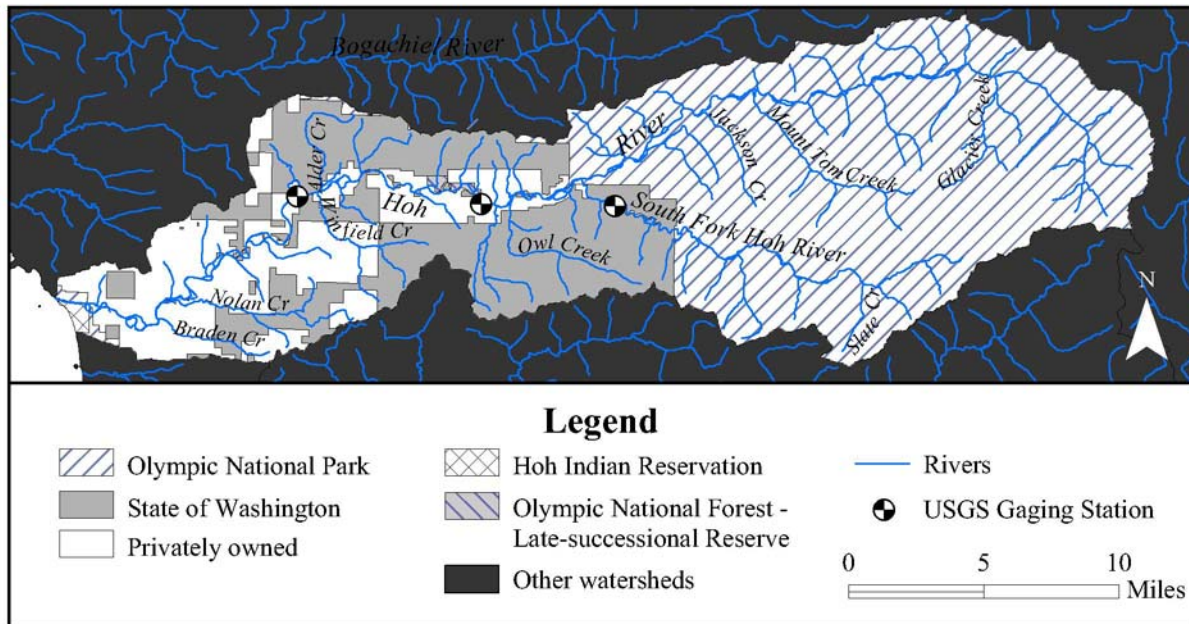 Bogachiel River
Alder Cr
River
Jackson Cr
Mount Tom Creek
Glacier Creek
Hoh
Winfield Cr
South Fork Hoh River
Owl Creek
Nolan Cr
Braden Cr
Slate Cr
N
Legend
Olympic National Park
State of Washington
Privately owned
Hoh Indian Reservation
Olympic National Forest -
Late-successional Reserve
Other watersheds
Rivers
USGS Gaging Station
0 5 10
Miles